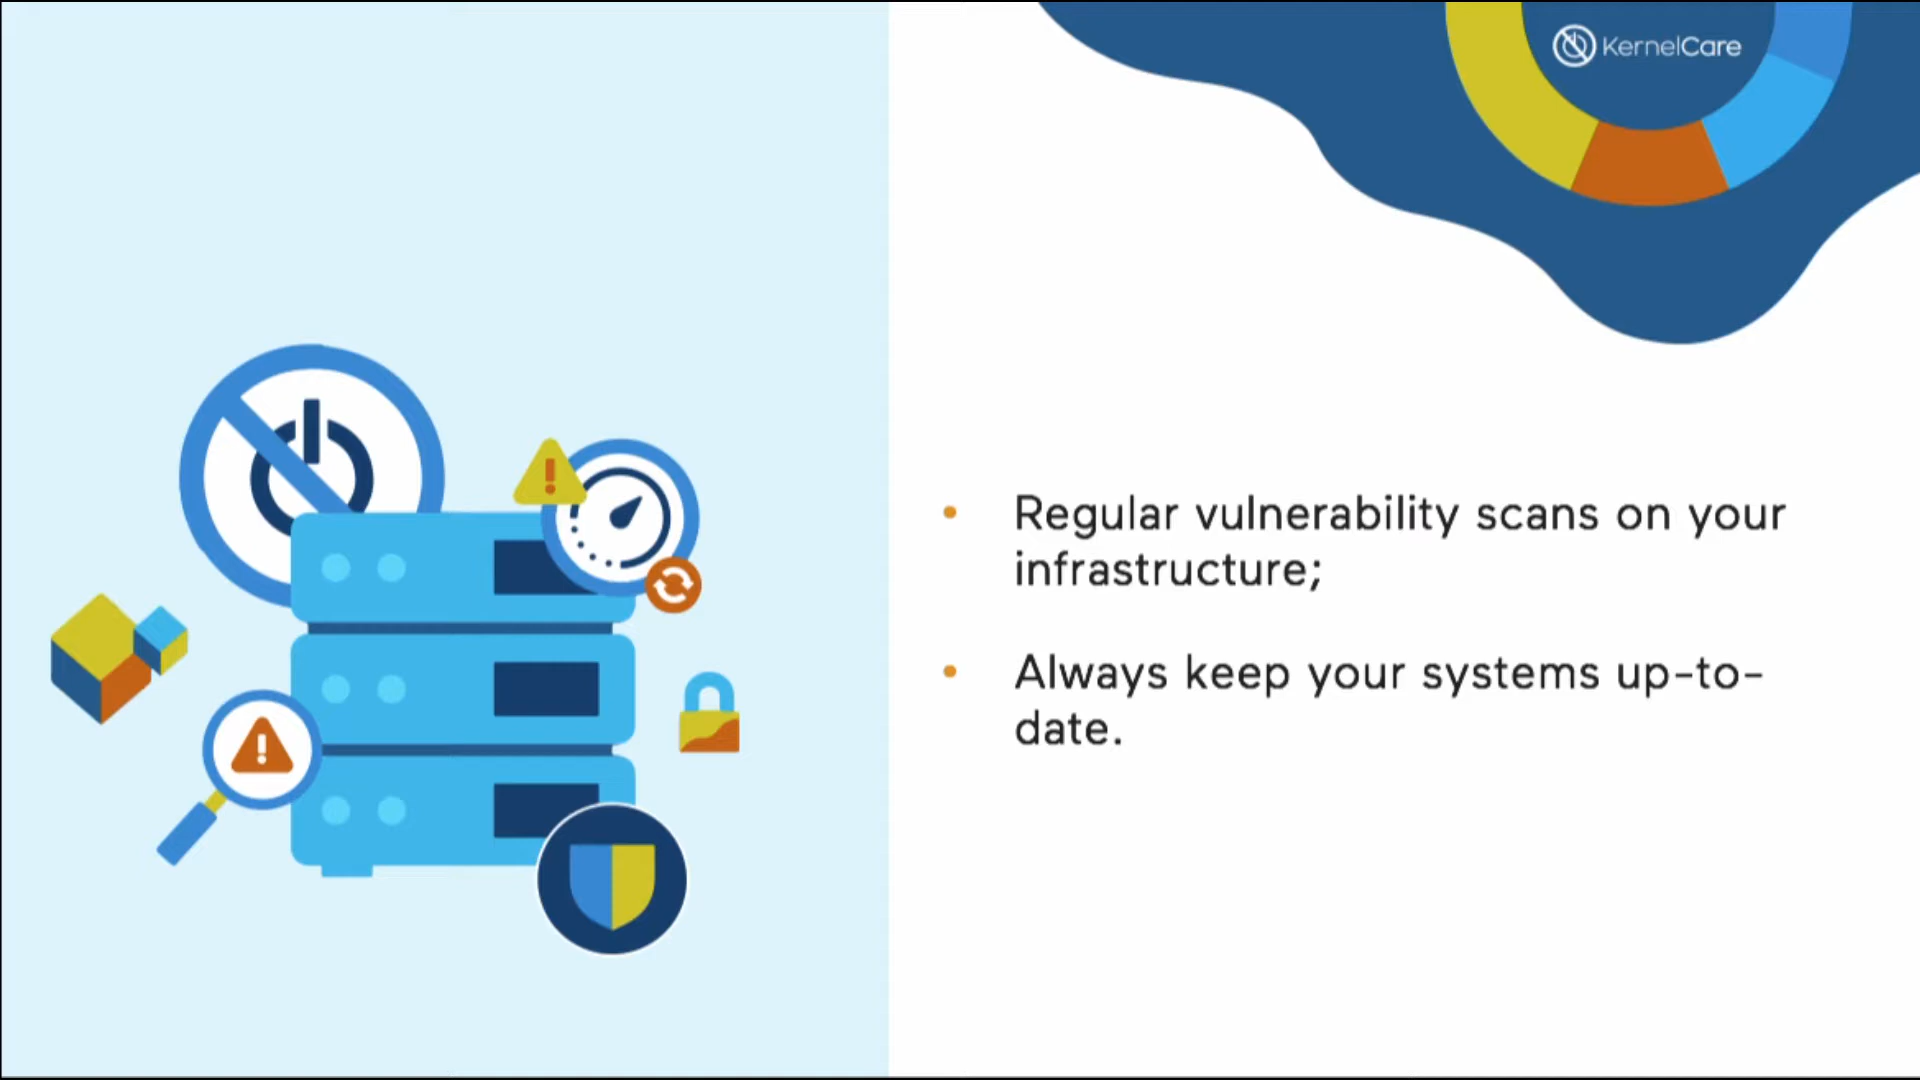 KernelCare
• Regular vulnerability scans on your
infrastructure;
• Always keep your systems up-to-
date.